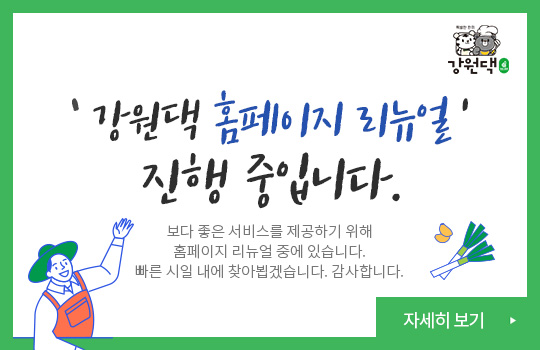 강원댁
' 강원댁 홈페이지 리뉴얼 '
진행 중입니다.
보다 좋은 서비스를 제공하기 위해
홈페이지 리뉴얼 중에 있습니다.
빠른 시일 내에 찾아뵙겠습니다. 감사합니다.
자세히 보기